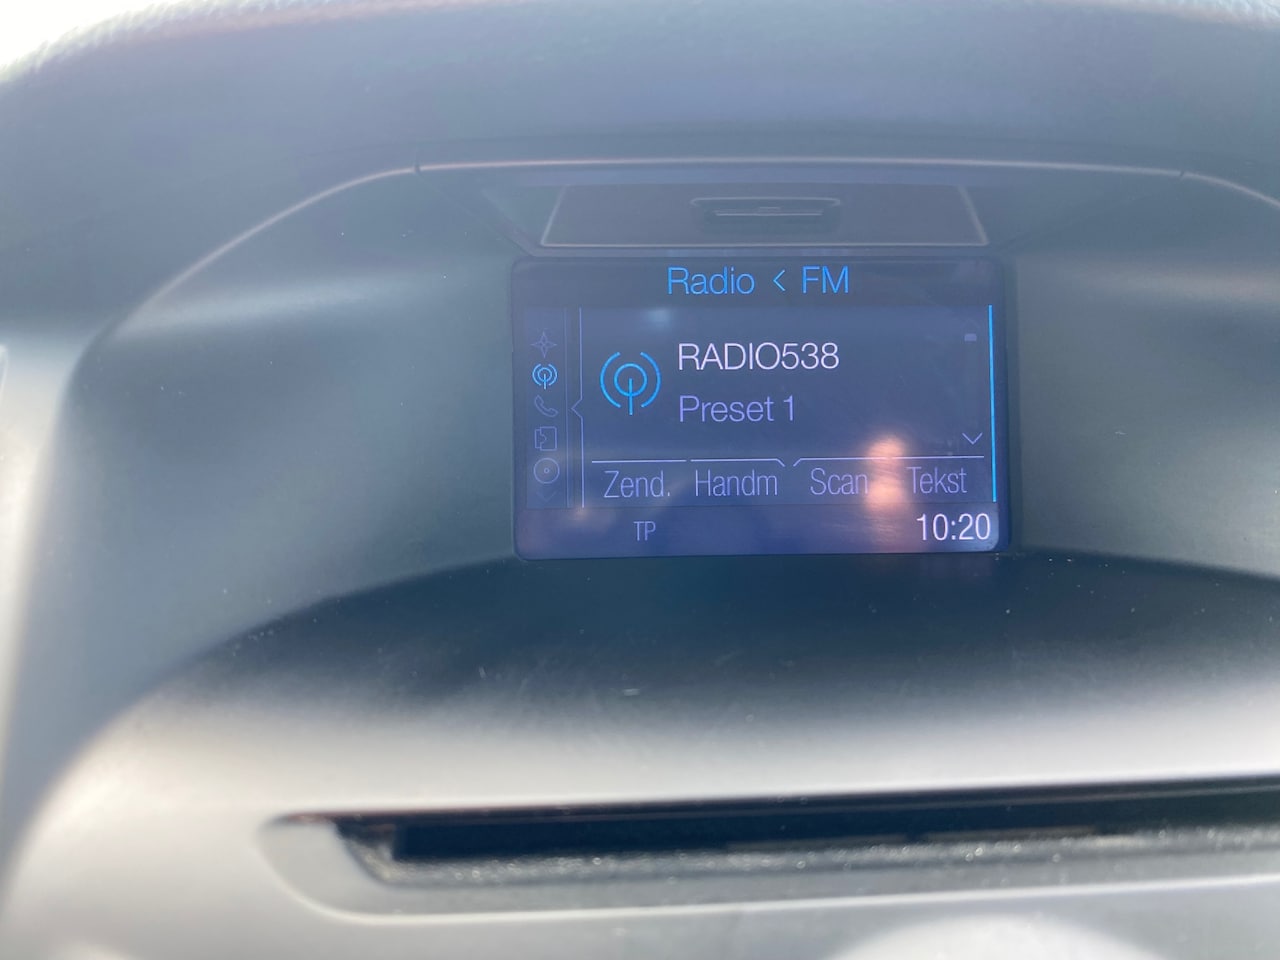 Radio < FM
RADIO538
Preset 1
Zend. Handm Scan Tekst
TP 10:20